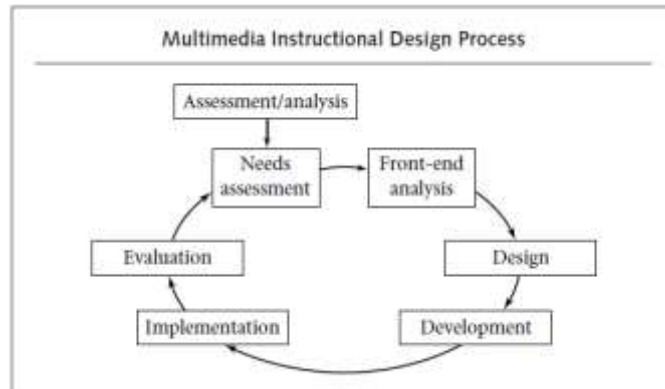 Multimedia Instructional Design Process
Assessment/analysis
Needs
assessment
Front-end
analysis
Evaluation
Design
Implementation
Development